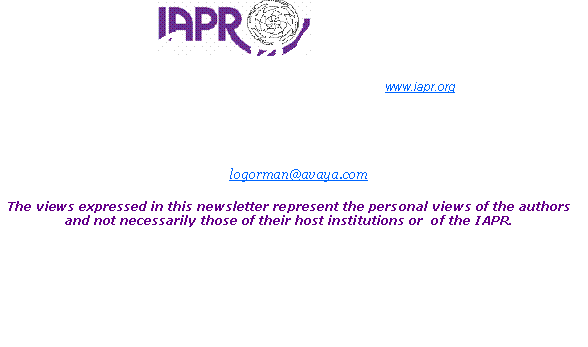 IAPR
www.iapr.org
logorman@avaya.com
The views expressed in this newsletter represent the personal views of the authors
and not necessarily those of their host institutions or of the IAPR.